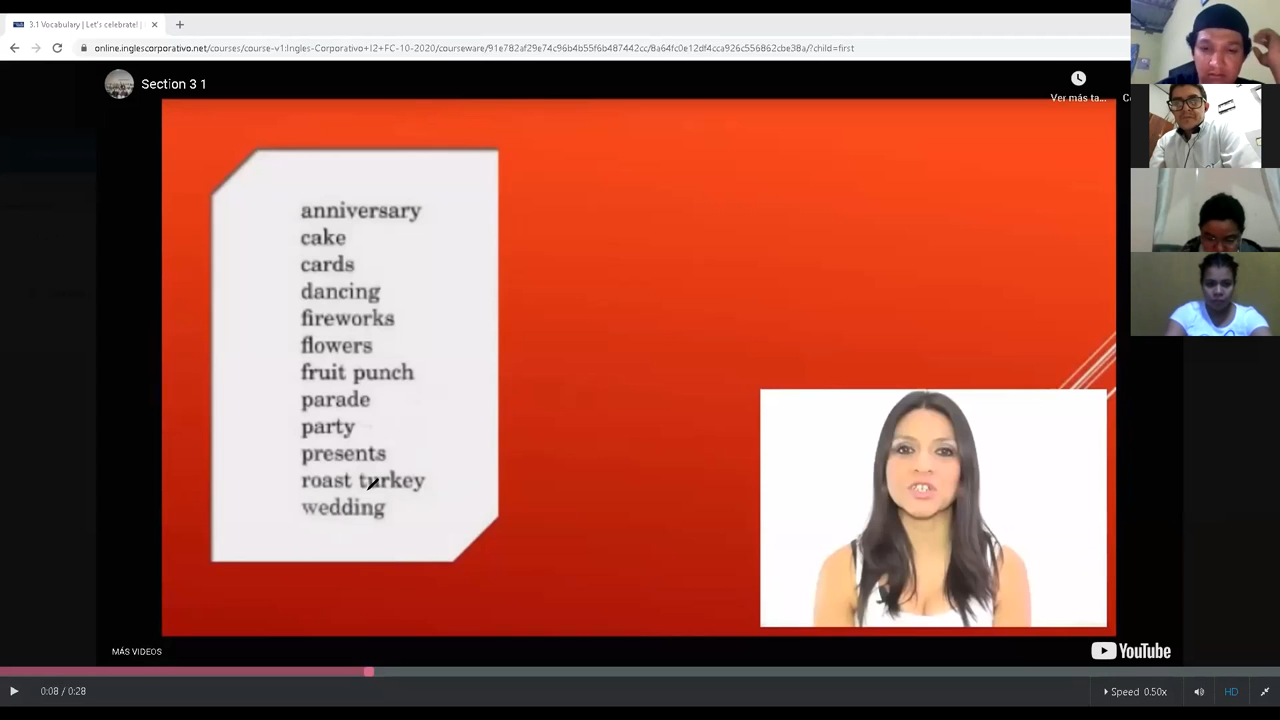 3.1 Vocabulary | Let's celebrate! |
online.inglescorporativo.net/courses/course-v1:Ingles-Corporativo+I2+FC-10-2020/courseware/91e782af29e74c96b4b55f6b487442cc/8a64fc0e12df4cca926c556862cbe38a/?child=first
Section 3 1
Ver más ta...
anniversary
cake
cards
dancing
fireworks
flowers
fruit punch
parade
party
presents
roast turkey
wedding
MÁS VIDEOS
YouTube
0:08 / 0:28
Speed 0.50x
HD